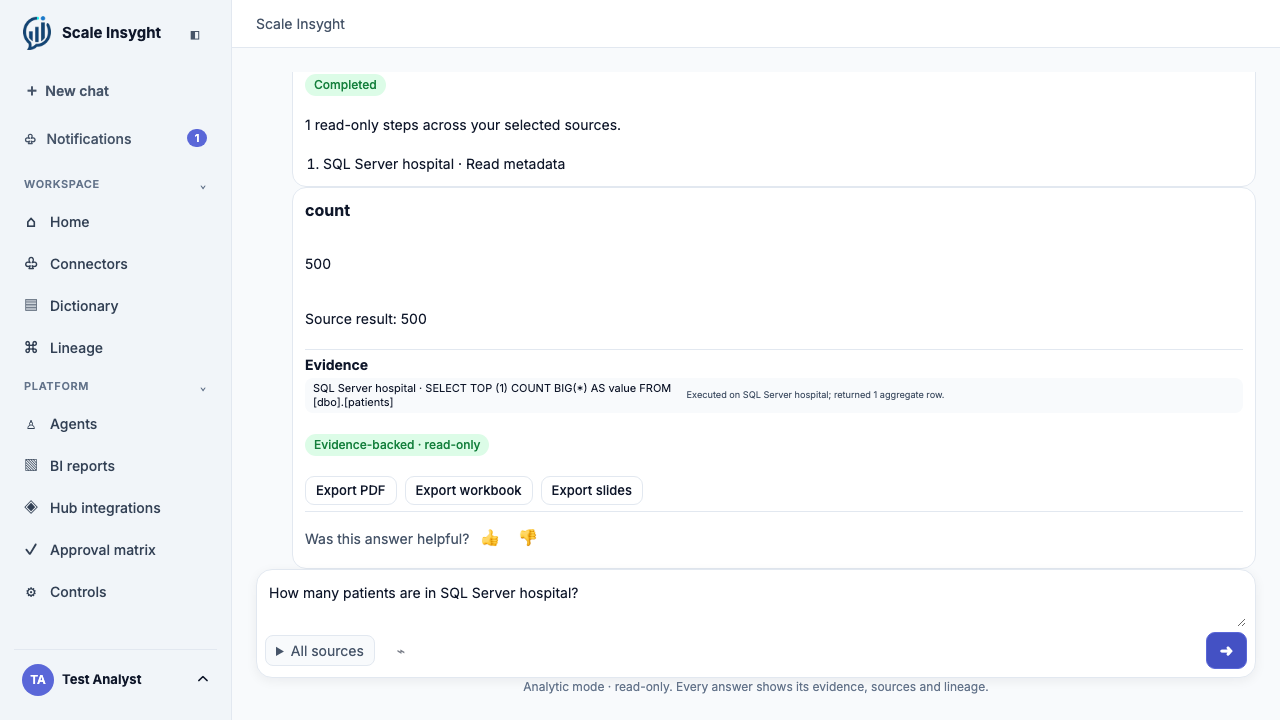 Scale Insyght
New chat
Notifications 1
WORKSPACE
Home
Connectors
Dictionary
Lineage
PLATFORM
Agents
BI reports
Hub integrations
Approval matrix
Controls
TA Test Analyst
Scale Insyght
Completed
1 read-only steps across your selected sources.
1. SQL Server hospital · Read metadata
count
500
Source result: 500
Evidence
SQL Server hospital · SELECT TOP (1) COUNT BIG(*) AS value FROM
[dbo].[patients]
Executed on SQL Server hospital; returned 1 aggregate row.
Evidence-backed · read-only
Export PDF Export workbook Export slides
Was this answer helpful? 👍 👎
How many patients are in SQL Server hospital?
All sources
Analytic mode · read-only. Every answer shows its evidence, sources and lineage.